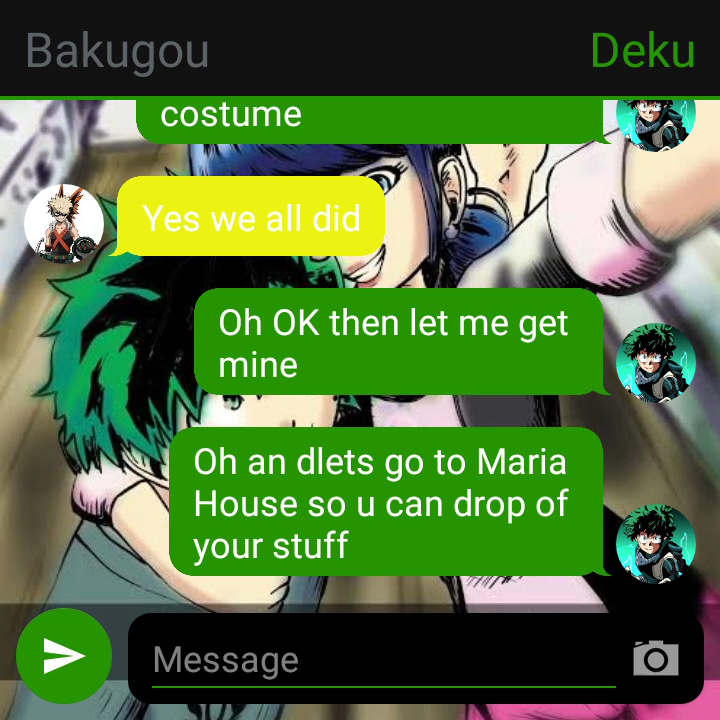 Bakugou Deku
costume
Yes we all did
Oh OK then let me get
mine
Oh an dlets go to Maria
House so u can drop of
your stuff
Message